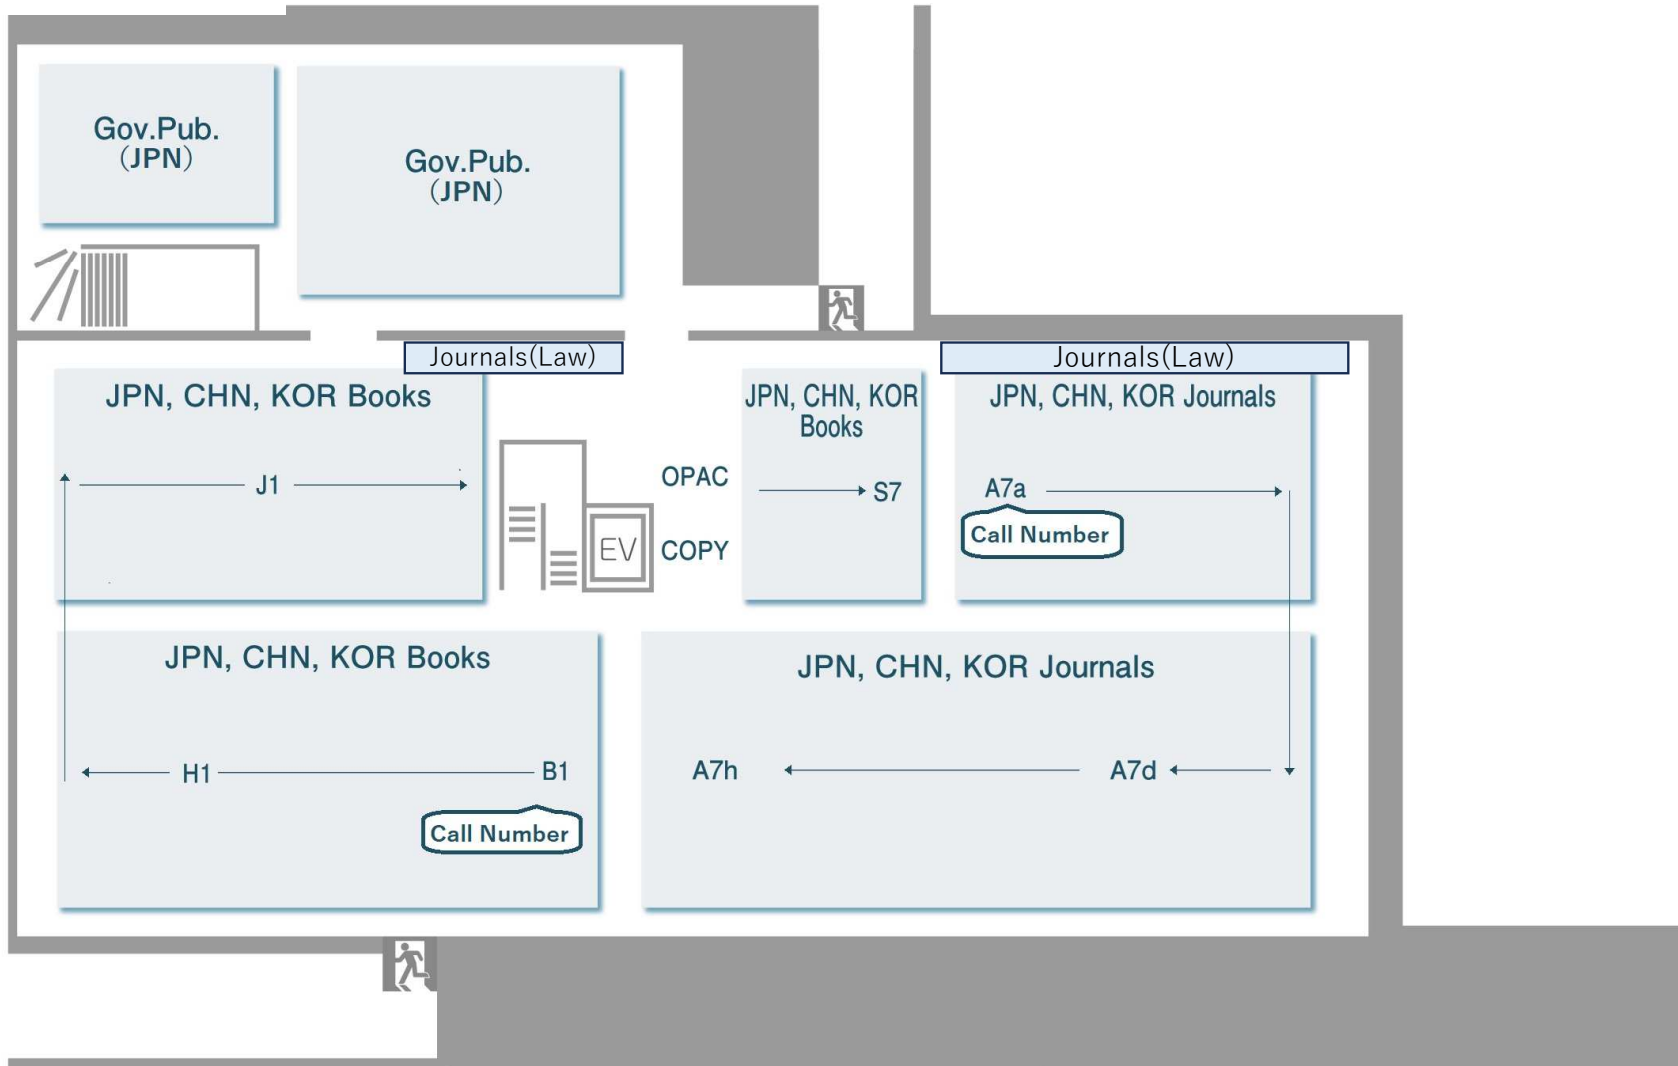 Gov.Pub.
(JPN)
Gov.Pub.
(JPN)
Journals(Law)
Journals(Law)
JPN, CHN, KOR Books
J1
OPAC
COPY
EV
JPN, CHN, KOR
Books
S7
JPN, CHN, KOR Journals
A7a
Call Number
JPN, CHN, KOR Books
H1
B1
Call Number
JPN, CHN, KOR Journals
A7h
A7d